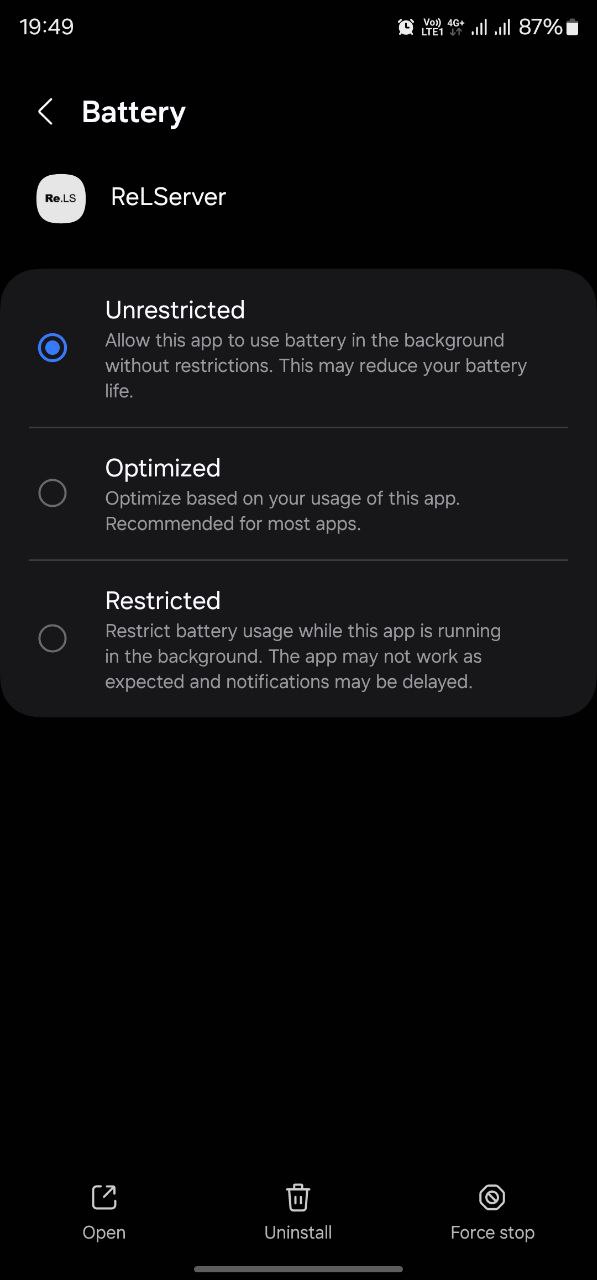 19:49
Vo)) LTE1 4G+ 87%
Battery
Re.LS
ReLServer
Unrestricted
Allow this app to use battery in the background
without restrictions. This may reduce your battery
life.
Optimized
Optimize based on your usage of this app.
Recommended for most apps.
Restricted
Restrict battery usage while this app is running
in the background. The app may not work as
expected and notifications may be delayed.
Open
Uninstall
Force stop